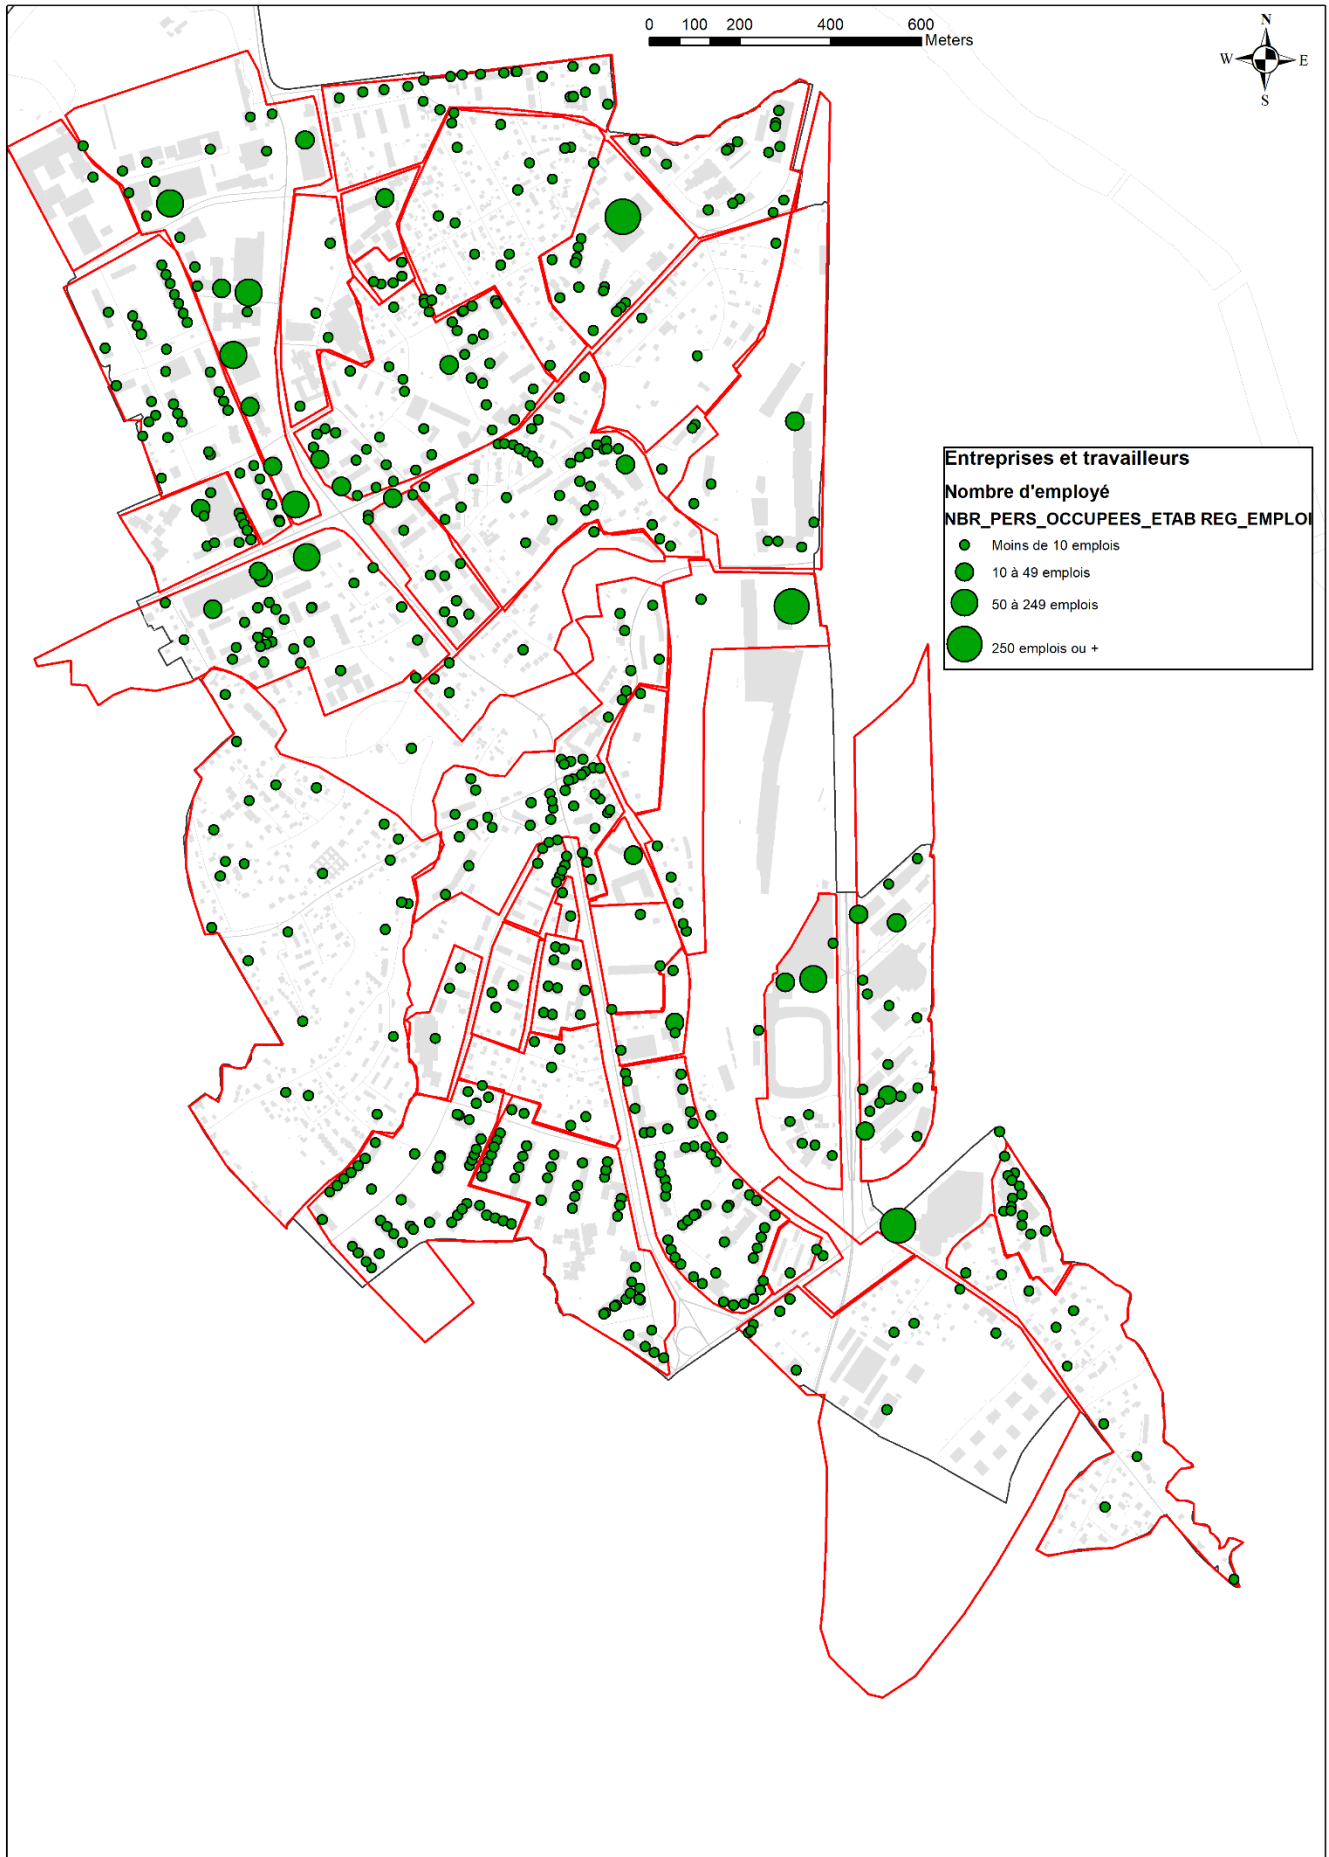 0 100 200 400 600
Meters
N
W E
S
Entreprises et travailleurs
Nombre d'employé
NBR_PERS_OCCUPEES_ETAB REG_EMPLOI
Moins de 10 emplois
10 à 49 emplois
50 à 249 emplois
250 emplois ou +